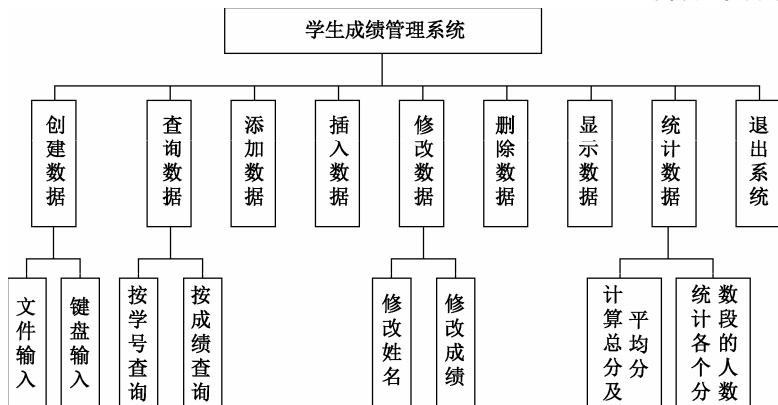 学生成绩管理系统
创建数据
查询数据
添加数据
插入数据
修改数据
删除数据
显示数据
统计数据
退出系统
文件输入
键盘输入
按学号查询
按成绩查询
修改姓名
修改成绩
计算总分及
平均分
统计各个分
数段的人数